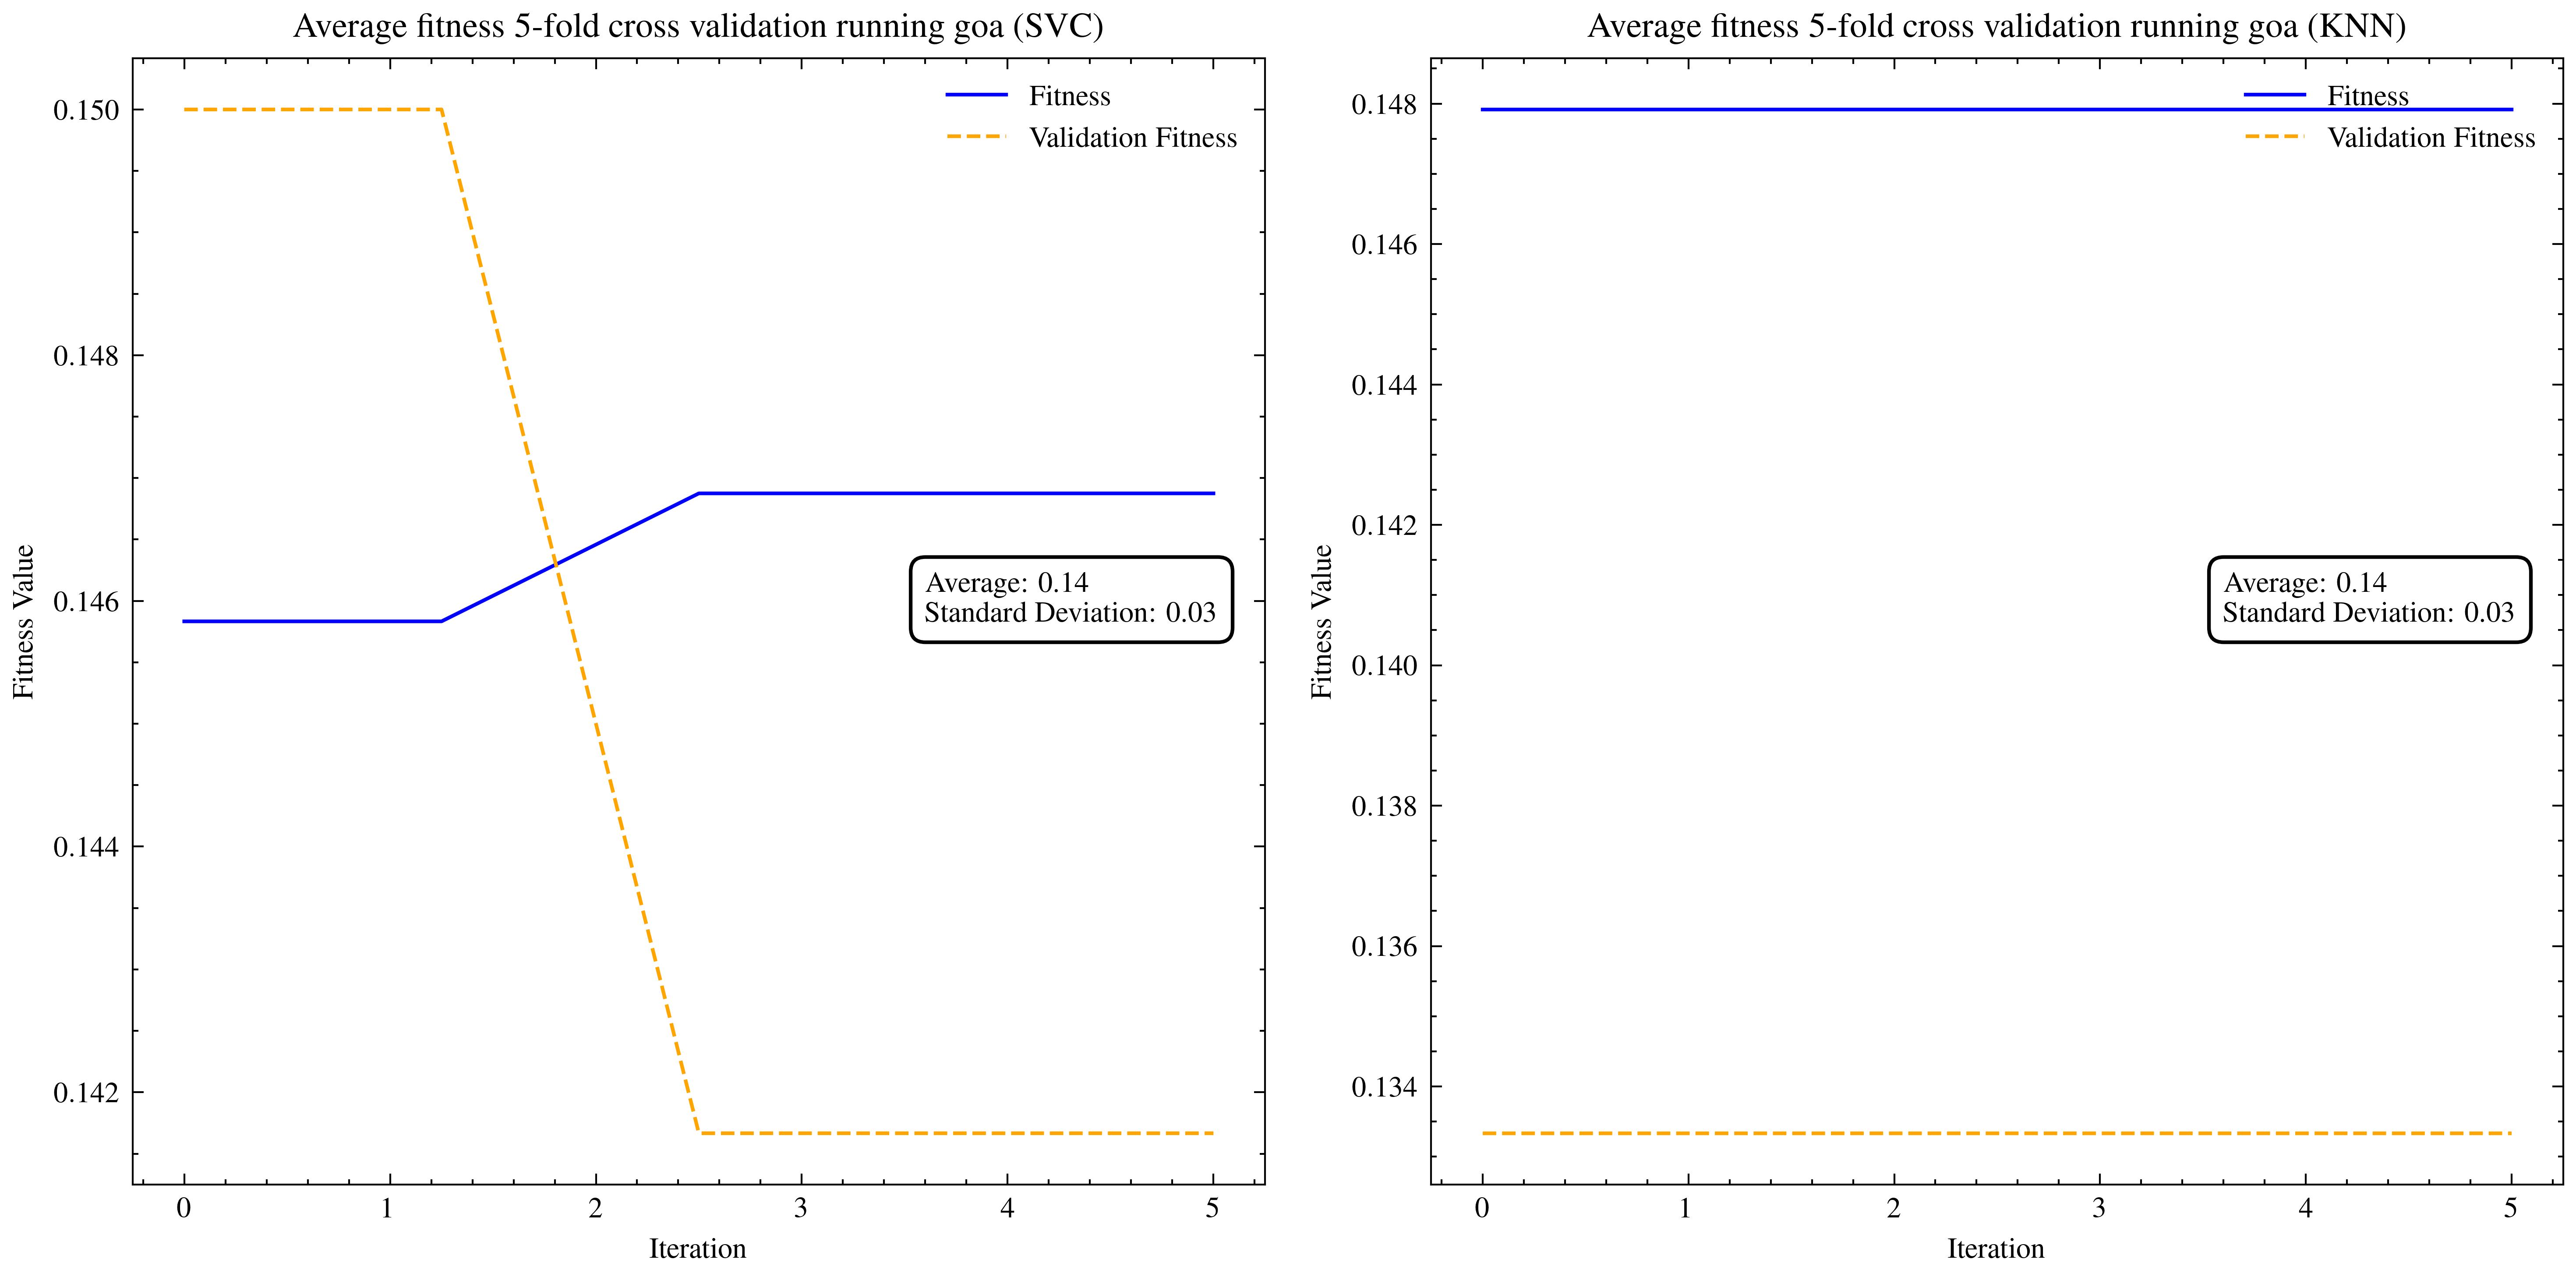 Average fitness 5-fold cross validation running goa (SVC)
Fitness
Validation Fitness
0.150
0.148
0.146
0.144
0.142
Fitness Value
Average: 0.14
Standard Deviation: 0.03
0 1 2 3 4 5
Iteration
Average fitness 5-fold cross validation running goa (KNN)
Fitness
Validation Fitness
0.148
0.146
0.144
0.142
0.140
0.138
0.136
0.134
Fitness Value
Average: 0.14
Standard Deviation: 0.03
0 1 2 3 4 5
Iteration